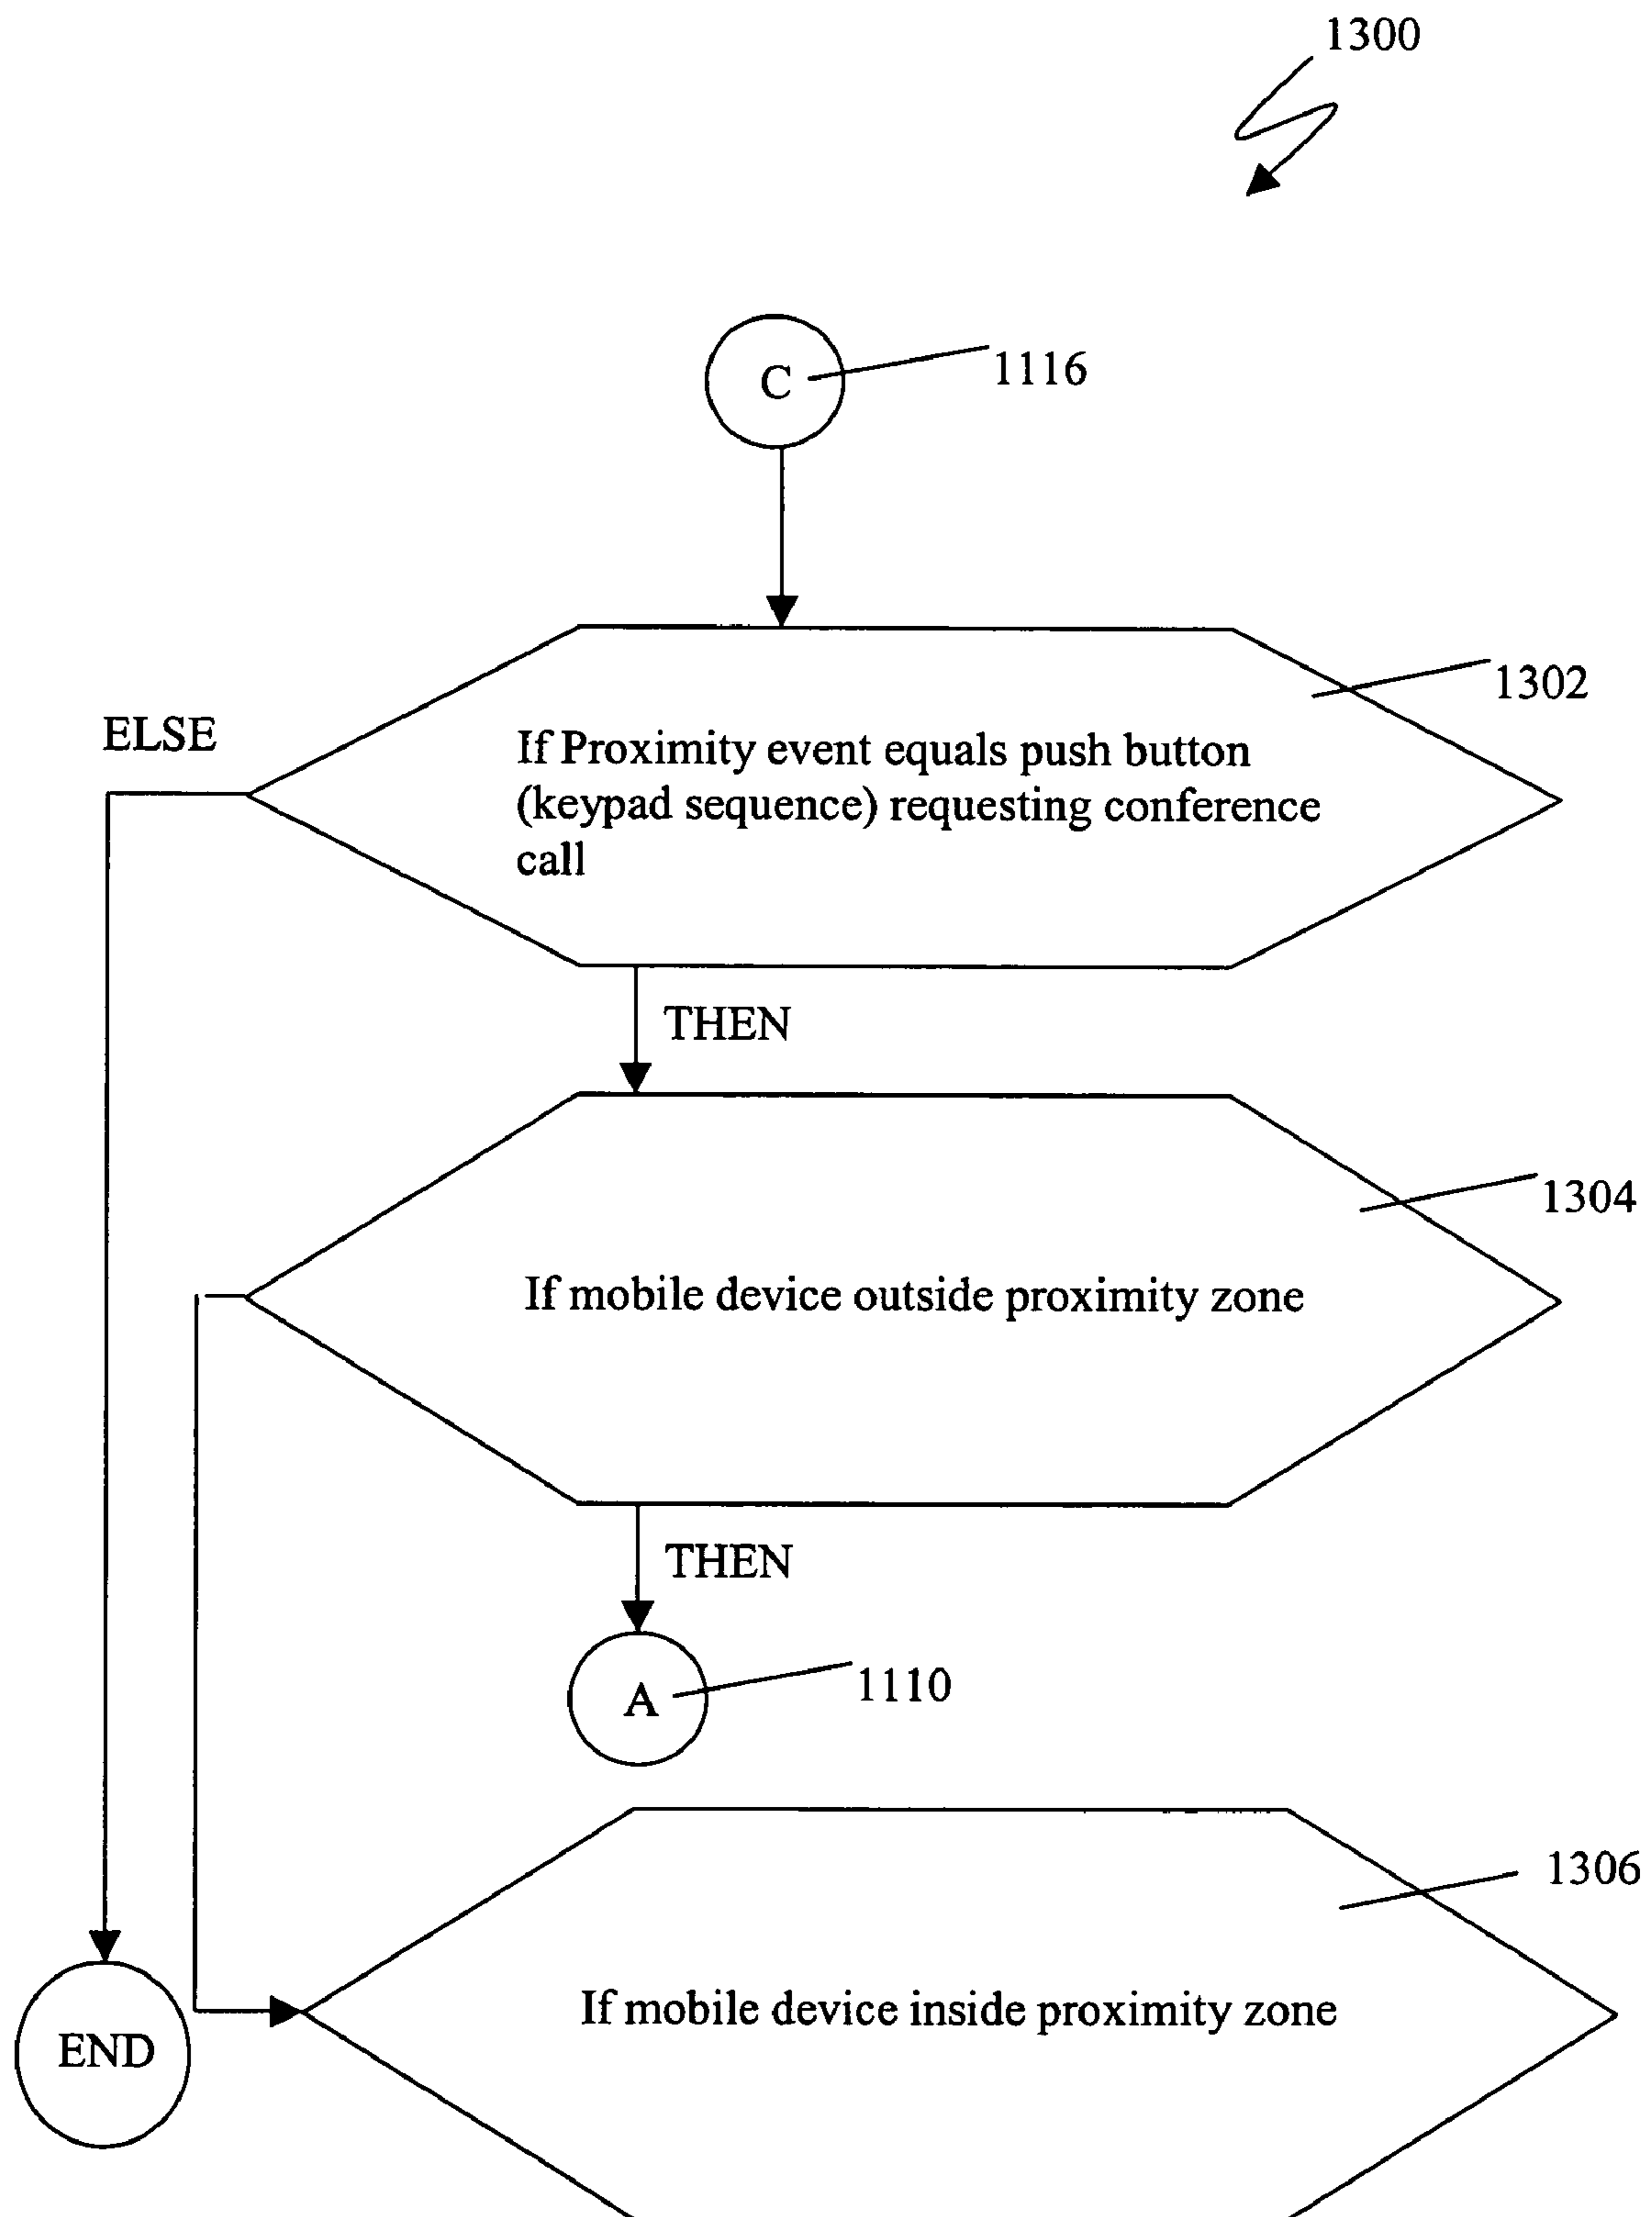 1300
C
1116
1302
ELSE
If Proximity event equals push button
(keypad sequence) requesting conference
call
THEN
1304
If mobile device outside proximity zone
THEN
A
1110
1306
If mobile device inside proximity zone
END